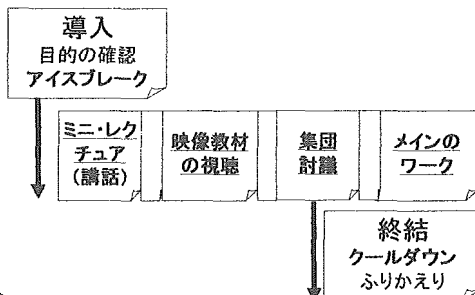 導入
目的の確認
アイスブレーク
ミニ・レク
チュア
(講話)
映像教材
の視聴
集団
討議
メインの
ワーク
終結
クールダウン
ふりかえり